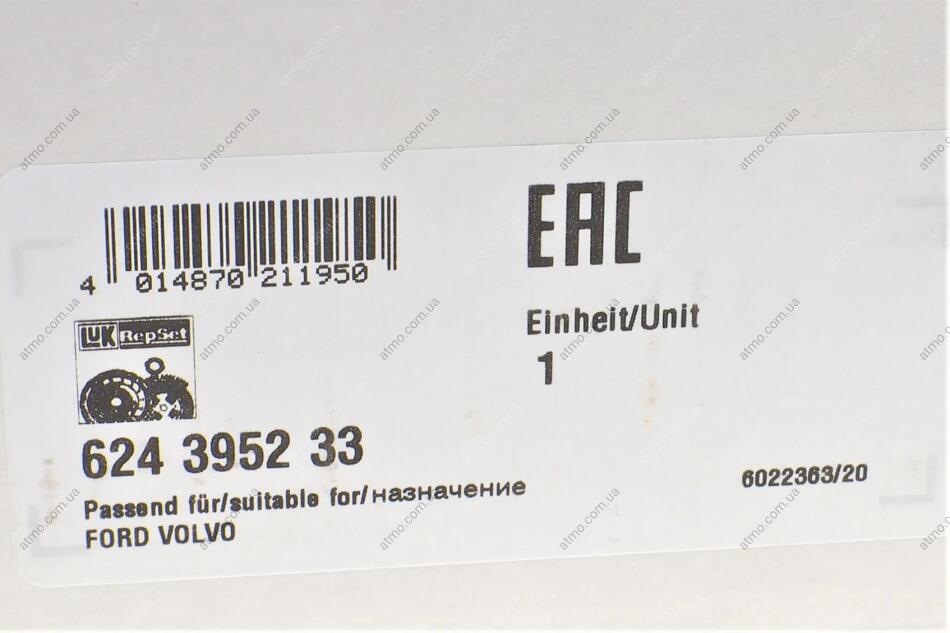 4 014870 211950
EAC
Einheit/Unit
1
LuK RepSet
624 3952 33
Passend für/suitable for/назначение
FORD VOLVO
6022363/20
atmo.com.ua